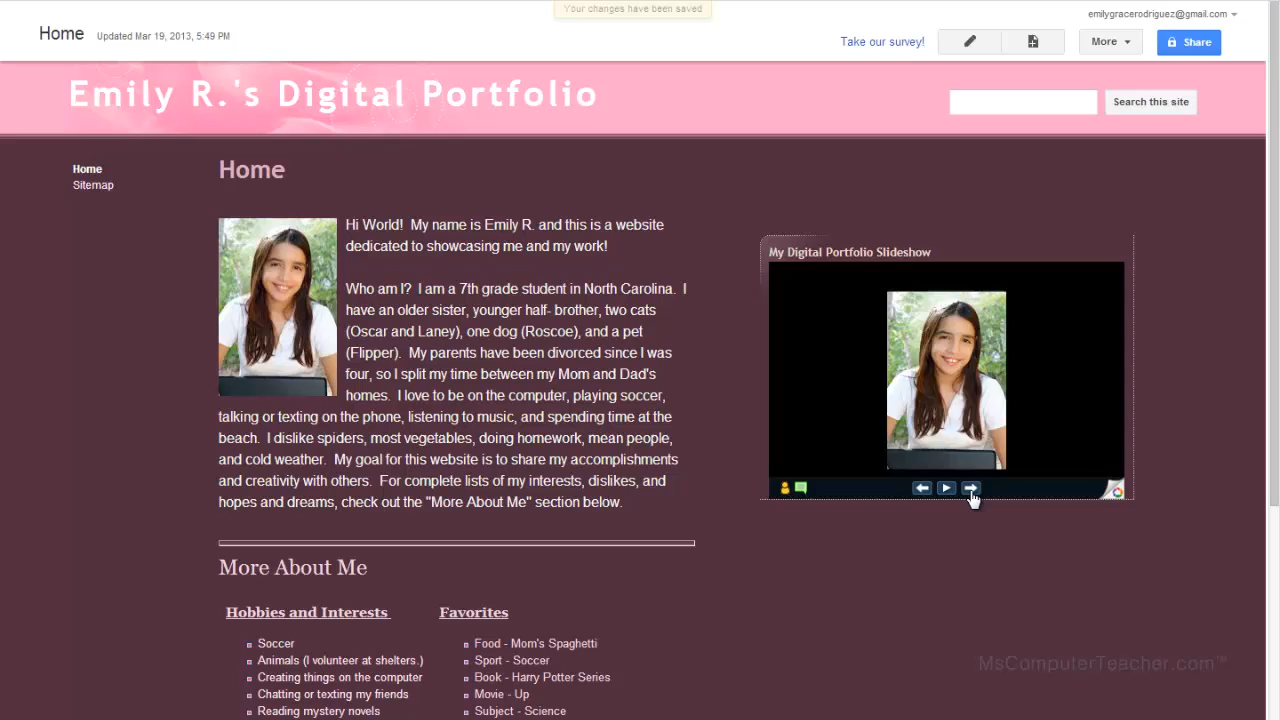 Your changes have been saved
emilygracerodriguez@gmail.com
Home Updated Mar 19, 2013, 5:49 PM
Take our survey!
More
Share
Emily R.'s Digital Portfolio
Search this site
Home
Sitemap
Home
Hi World! My name is Emily R. and this is a website
dedicated to showcasing me and my work!
Who am I? I am a 7th grade student in North Carolina. I
have an older sister, younger half- brother, two cats
(Oscar and Laney), one dog (Roscoe), and a pet
(Flipper). My parents have been divorced since I was
four, so I split my time between my Mom and Dad's
homes. I love to be on the computer, playing soccer,
talking or texting on the phone, listening to music, and spending time at the
beach. I dislike spiders, most vegetables, doing homework, mean people,
and cold weather. My goal for this website is to share my accomplishments
and creativity with others. For complete lists of my interests, dislikes, and
hopes ad dreams, check out the "More About Me" section below.
My Digital Portfolio Slideshow
More About Me
Hobbies and Interests
Soccer
Animals (I volunteer at shelters.)
Creating things on the computer
Chatting or texting my friends
Reading mystery novels
Favorites
Food - Mom's Spaghetti
Sport - Soccer
Book - Harry Potter Series
Movie - Up
Subject - Science
MsComputerTeacher.com™